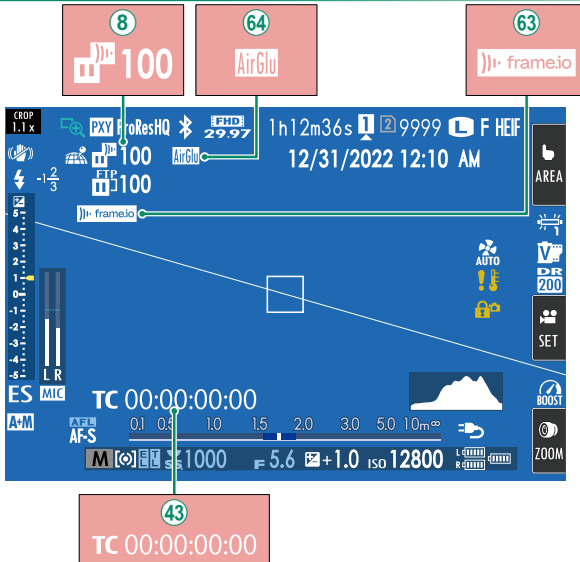 8 64 63
100 AirGlu frame.io
CROP 1.1x PXY ProResHQ FHD 29.97 1h12m36s 1 2 9999 L F HEIF
100 AirGlu 12/31/2022 12:10 AM
-1 2/3 FTP 100 AREA
frame.io
1
5
4
3 AUTO V
2 DR 200
1
0
-1
-2 SET
-3
-4
-5 L R
ES MIC TC 00:00:00:00 BOOST
A+M AFL AF-S 0.1 0.5 1.0 1.5 2.0 3.0 5.0 10m∞
M E L T L SS 1000 F 5.6 +1.0 ISO 12800 L R ZOOM
43
TC 00:00:00:00